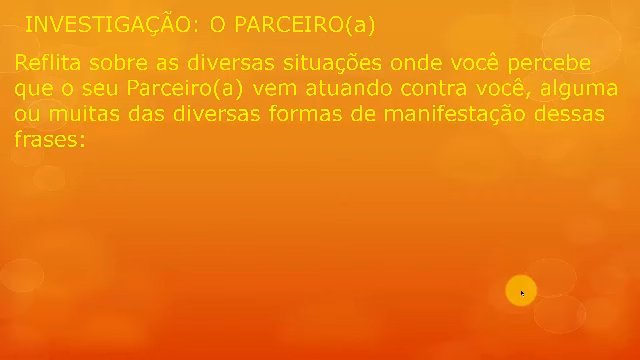 INVESTIGAÇÃO: O PARCEIRO(a)
Reflita sobre as diversas situações onde você percebe
que o seu Parceiro(a) vem atuando contra você, alguma
ou muitas das diversas formas de manifestação dessas
frases: